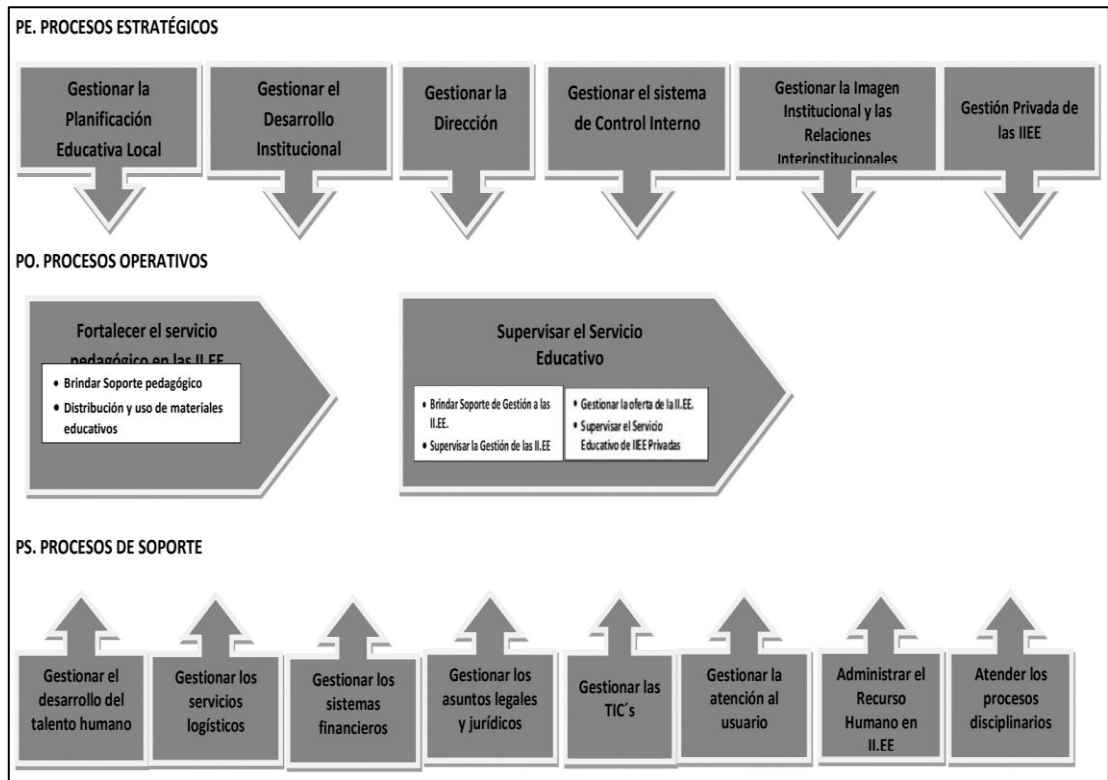 PE. PROCESOS ESTRATÉGICOS
Gestionar la
Planificación
Educativa Local
Gestionar el
Desarrollo
Institucional
Gestionar la
Dirección
Gestionar el sistema
de Control Interno
Gestionar la Imagen
Institucional y las
Relaciones
Interinstitucionales
Gestión Privada de
las IIEE
PO. PROCESOS OPERATIVOS
Fortalecer el servicio
pedagógico en las II.EE
• Brindar Soporte pedagógico
• Distribución y uso de materiales
educativos
Supervisar el Servicio
Educativo
• Brindar Soporte de Gestión a las
II.EE.
• Supervisar la Gestión de las II.EE
• Gestionar la oferta de la II.EE.
• Supervisar el Servicio
Educativo de IIEE Privadas
PS. PROCESOS DE SOPORTE
Gestionar el
desarrollo del
talento humano
Gestionar los
servicios
logísticos
Gestionar los
sistemas
financieros
Gestionar los
asuntos legales
y jurídicos
Gestionar las
TIC´s
Gestionar la
atención al
usuario
Administrar el
Recurso
Humano en
II.EE
Atender los
procesos
disciplinarios